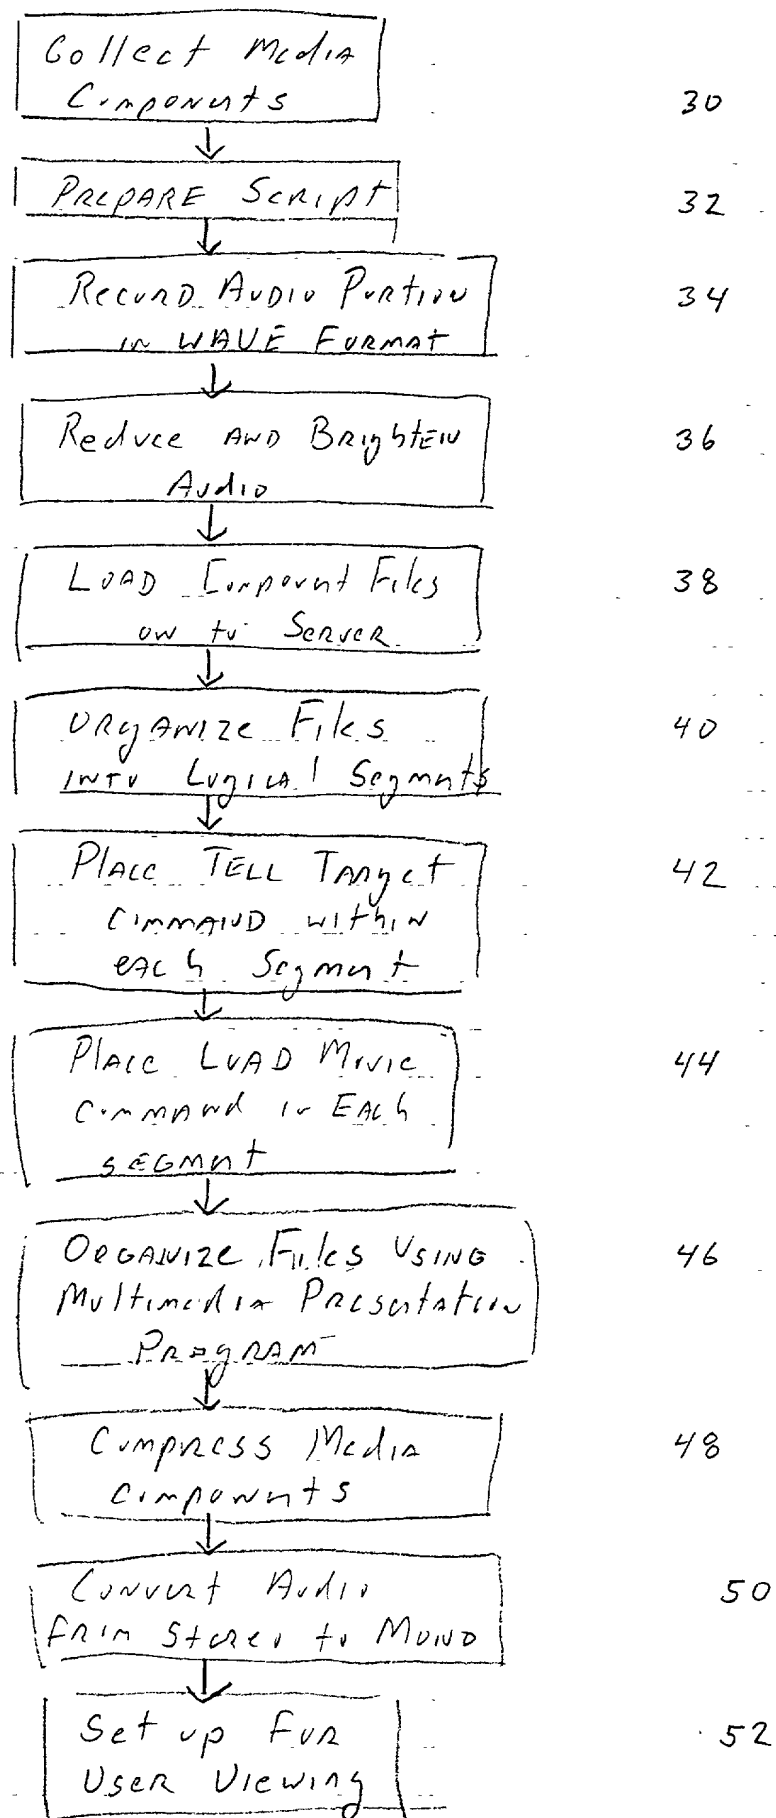 Collect Media
Components
30
PREPARE Script
32
RECORD AUDIO PORTION
IN WAVE FORMAT
34
Reduce AND BRIGHTEN
Audio
36
LOAD Component Files
on to SERVER
38
ORGANIZE Files
INTO Logical Segments
40
Place TELL Target
COMMAND within
each Segment
42
Place LOAD Movie
COMMAND in EACH
SEGMENT
44
ORGANIZE Files USING
Multimedia PRESENTATION
PROGRAM
46
Compress Media
Components
48
Convert Audio
From Stereo to MONO
50
Set up FOR
User Viewing
52